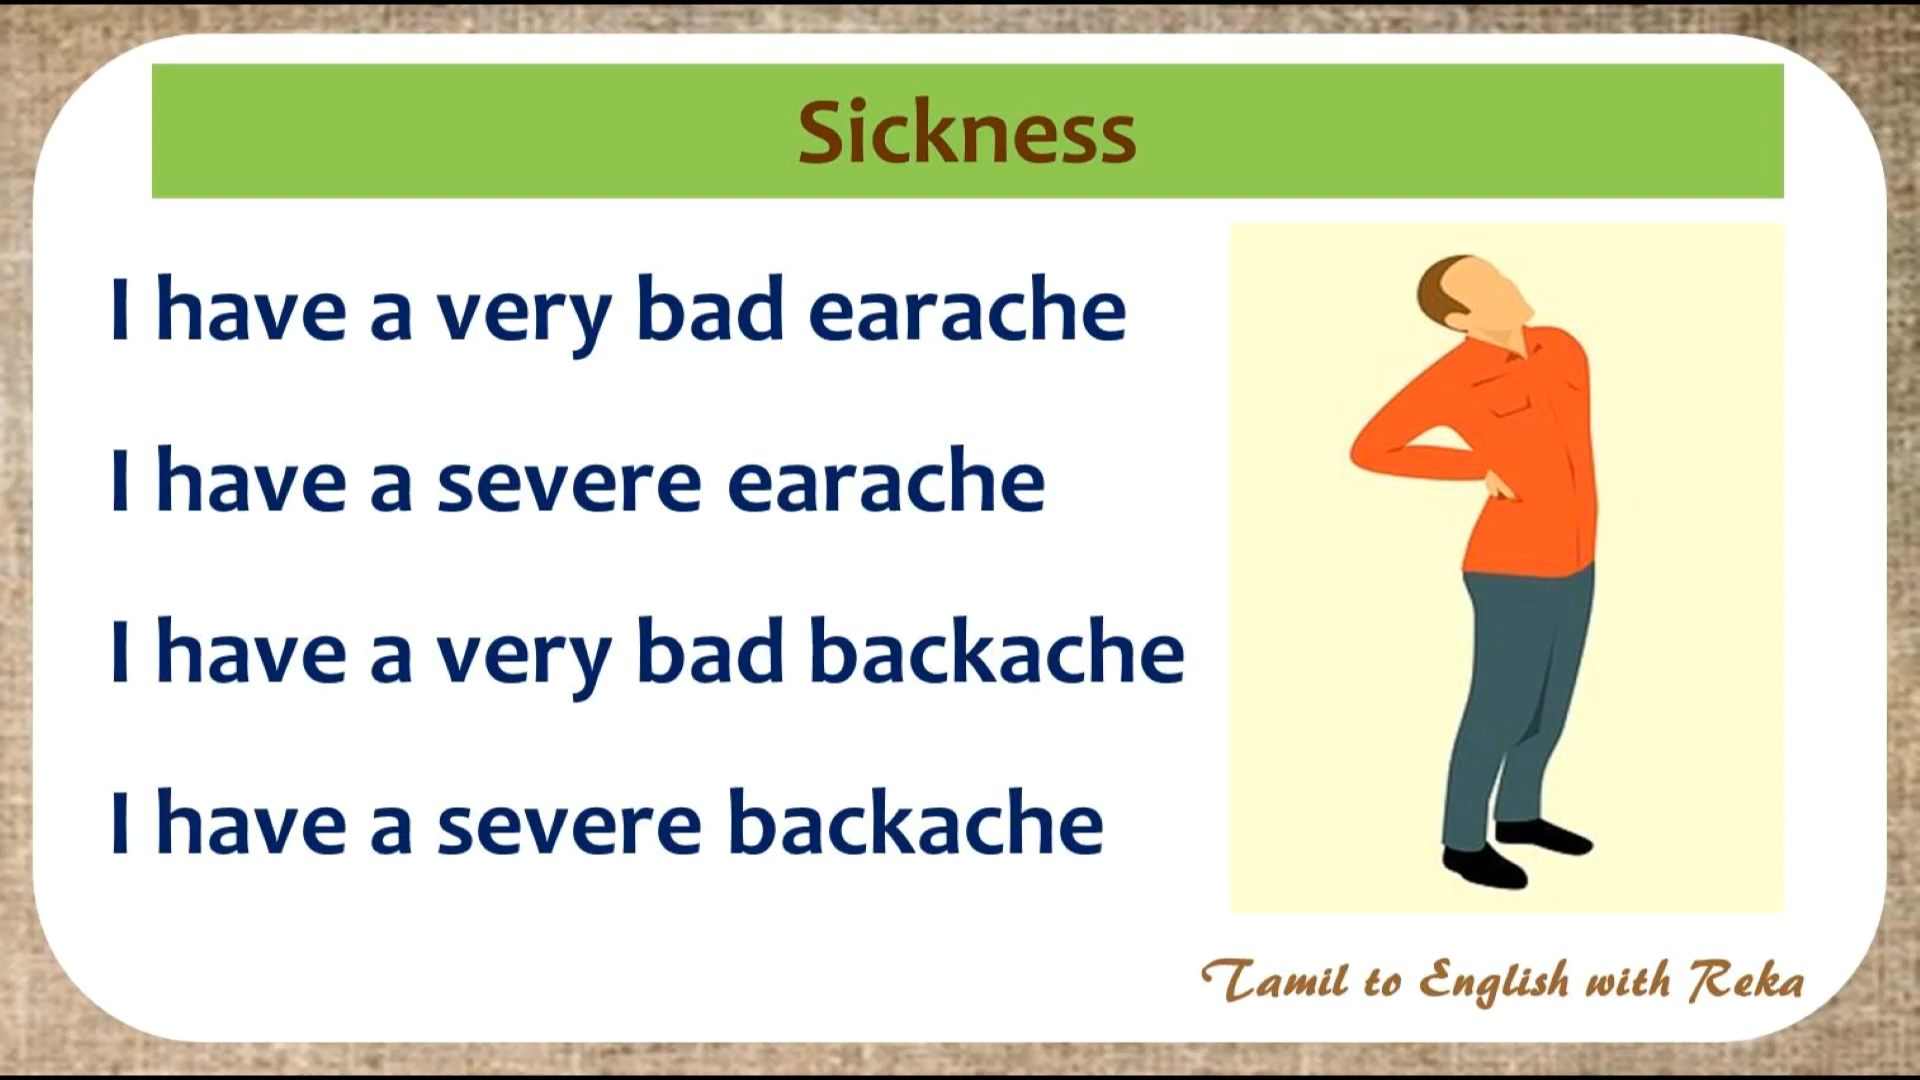 Sickness
I have a very bad earache
I have a severe earache
I have a very bad backache
I have a severe backache
Tamil to English with Reka